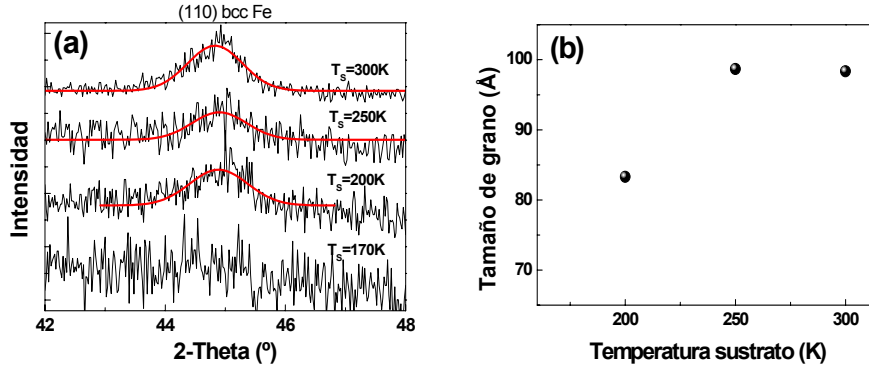 (110) bcc Fe
(a)
T_S=300K
T_S=250K
T_S=200K
T_S=170K
Intensidad
42 44 46 48
2-Theta (º)
(b)
100
90
80
70
Tamaño de grano (Å)
200 250 300
Temperatura sustrato (K)